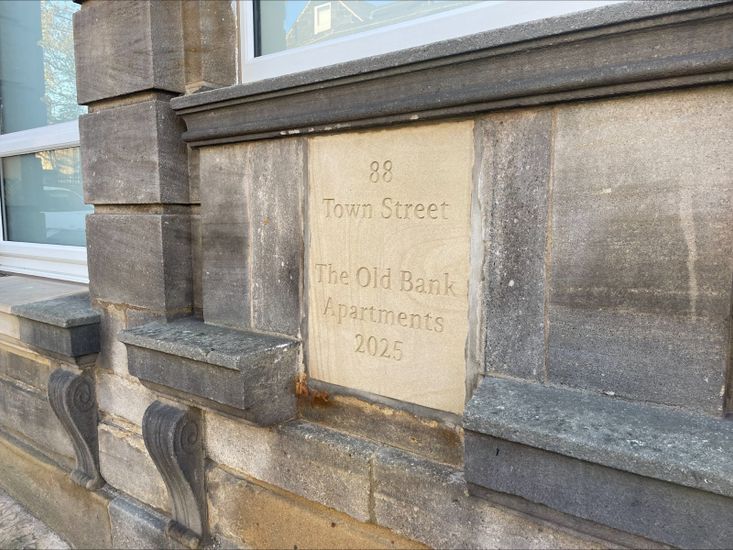 88
Town Street
The Old Bank
Apartments
2025